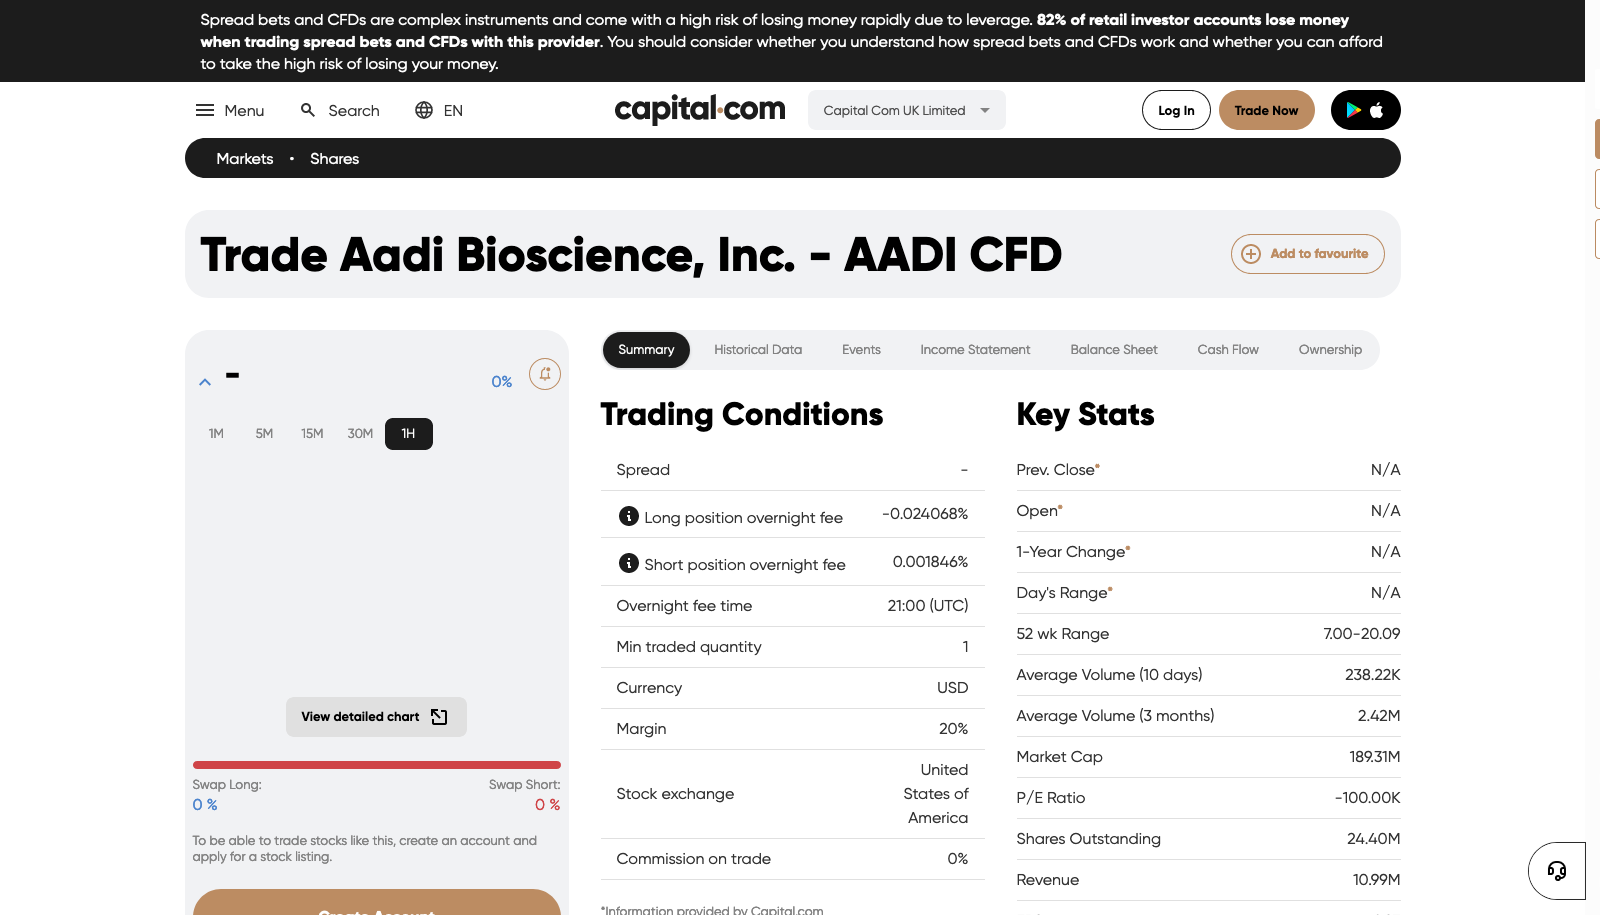 Spread bets and CFDs are complex instruments and come with a high risk of losing money rapidly due to leverage. 82% of retail investor accounts lose money
when trading spread bets and CFDs with this provider. You should consider whether you understand how spread bets and CFDs work and whether you can afford
to take the high risk of losing your money.
Menu Search EN capital.com Capital Com UK Limited Log In Trade Now
Markets • Shares
Trade Aadi Bioscience, Inc. - AADI CFD Add to favourite
- 0%
1M 5M 15M 30M 1H
View detailed chart
Swap Long: Swap Short:
0 % 0 %
To be able to trade stocks like this, create an account and
apply for a stock listing.
Create Account
Summary Historical Data Events Income Statement Balance Sheet Cash Flow Ownership
Trading Conditions
Spread -
Long position overnight fee -0.024068%
Short position overnight fee 0.001846%
Overnight fee time 21:00 (UTC)
Min traded quantity 1
Currency USD
Margin 20%
Stock exchange United
States of
America
Commission on trade 0%
*Information provided by Capital.com
Key Stats
Prev. Close* N/A
Open* N/A
1-Year Change* N/A
Day's Range* N/A
52 wk Range 7.00-20.09
Average Volume (10 days) 238.22K
Average Volume (3 months) 2.42M
Market Cap 189.31M
P/E Ratio -100.00K
Shares Outstanding 24.40M
Revenue 10.99M